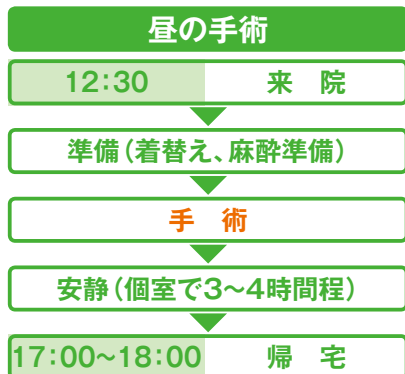 昼の手術
12:30 来 院
準備(着替え、麻酔準備)
手 術
安静(個室で3〜4時間程)
17:00〜18:00 帰 宅